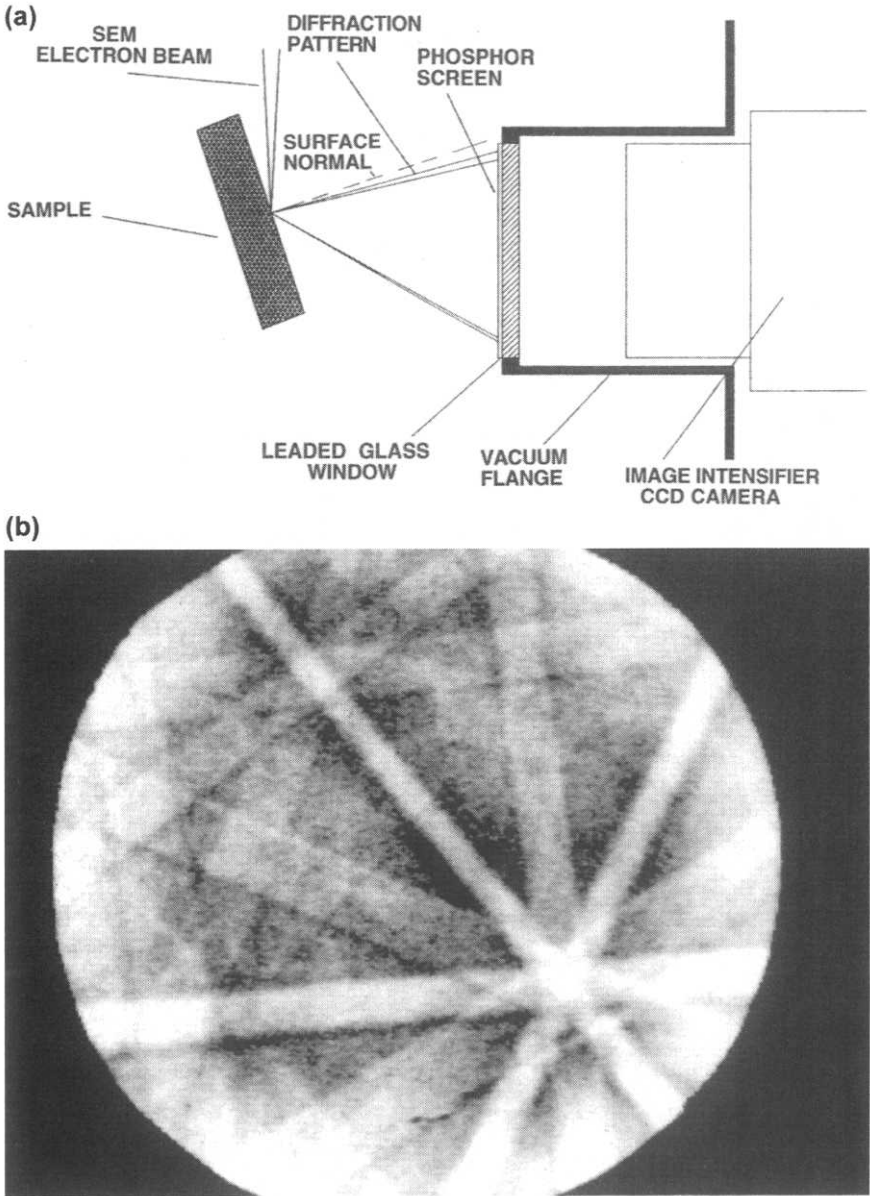 (a)
SEM
ELECTRON BEAM
DIFFRACTION
PATTERN
PHOSPHOR
SCREEN
SURFACE
NORMAL
SAMPLE
LEADED GLASS
WINDOW
VACUUM
FLANGE
IMAGE INTENSIFIER
CCD CAMERA
(b)